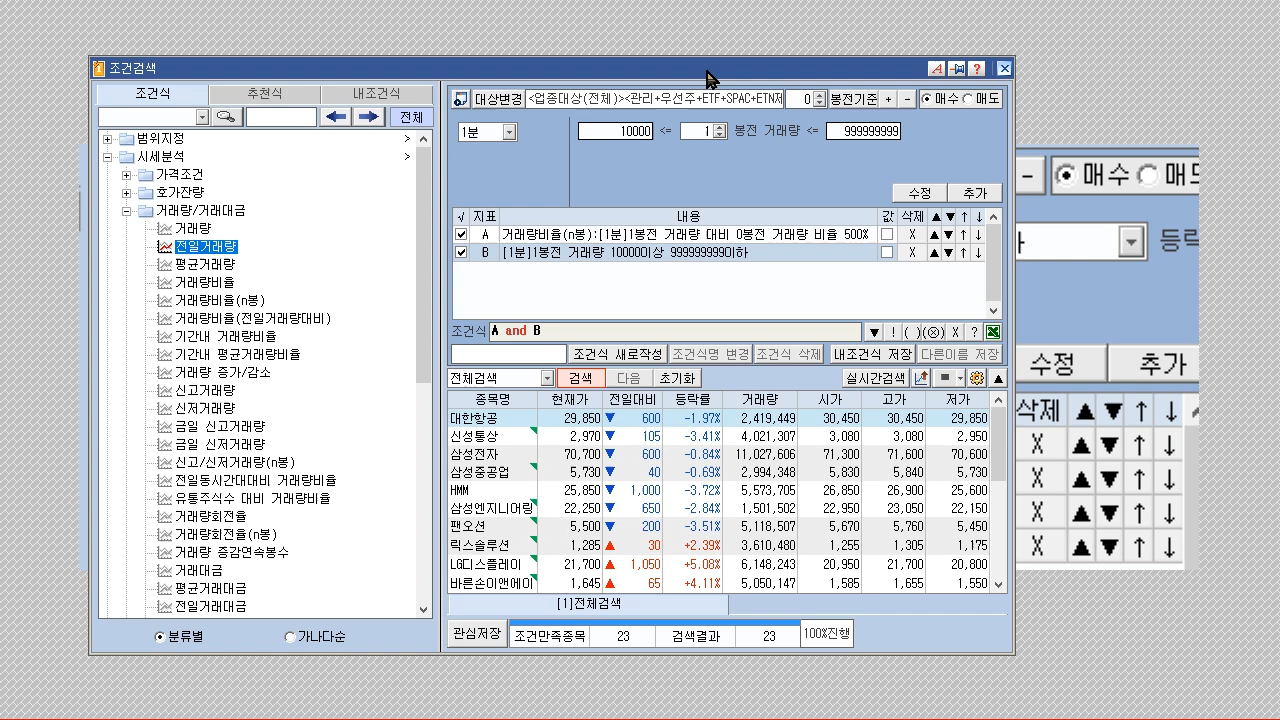 조건검색
조건식 추천식 내조건식
전체
범위지정 >
시세분석 >
가격조건
호가잔량
거래량/거래대금
거래량
전일거래량
평균거래량
거래량비율
거래량비율(n봉)
거래량비율(전일거래량대비)
기간내 거래량비율
기간내 평균거래량비율
거래량 증가/감소
신고거래량
신저거래량
금일 신고거래량
금일 신저거래량
신고/신저거래량(n봉)
전일동시간대대비 거래량비율
유통주식수 대비 거래량비율
거래량회전율
거래량회전율(n봉)
거래량 증감연속봉수
거래대금
평균거래대금
전일거래대금
분류별 가나다순
대상변경 <업종대상(전체)><관리+우선주+ETF+SPAC+ETN제 0 봉전기준 + - 매수 매도
1분 10000 <= 1 봉전 거래량 <= 999999999
수정 추가
√ 지표 내용 값 삭제 ▲ ▼ ↑ ↓
A 거래량비율(n봉):[1분]1봉전 거래량 대비 0봉전 거래량 비율 500% X ▲ ▼ ↑ ↓
B [1분]1봉전 거래량 10000이상 999999999이하 X ▲ ▼ ↑ ↓
조건식 A and B ▼ ! ( ) (⊗) X ?
조건식 새로작성 조건식명 변경 조건식 삭제 내조건식 저장 다른이름 저장
전체검색 검색 다음 초기화 실시간검색 ▲
종목명 현재가 전일대비 등락률 거래량 시가 고가 저가
대한항공 29,850 ▼ 600 -1.97% 2,419,449 30,450 30,450 29,850
신성통상 2,970 ▼ 105 -3.41% 4,021,307 3,080 3,080 2,950
삼성전자 70,700 ▼ 600 -0.84% 11,027,606 71,300 71,600 70,600
삼성중공업 5,730 ▼ 40 -0.69% 2,994,348 5,830 5,840 5,730
HMM 25,850 ▼ 1,000 -3.72% 5,573,705 26,850 26,900 25,600
삼성엔지니어링 22,250 ▼ 650 -2.84% 1,501,502 22,950 23,050 22,150
팬오션 5,500 ▼ 200 -3.51% 5,118,507 5,670 5,760 5,450
릭스솔루션 1,285 ▲ 30 +2.39% 3,610,480 1,255 1,305 1,175
LG디스플레이 21,700 ▲ 1,050 +5.08% 6,146,243 20,950 21,700 20,800
바른손이앤에이 1,645 ▲ 65 +4.11% 5,050,147 1,585 1,655 1,550
[1]전체검색
관심저장 조건만족종목 23 검색결과 23 100%진행
- 매수 매도
등락
수정 추가
삭제 ▲ ▼ ↑ ↓
X ▲ ▼ ↑ ↓
X ▲ ▼ ↑ ↓
X ▲ ▼ ↑ ↓
X ▲ ▼ ↑ ↓